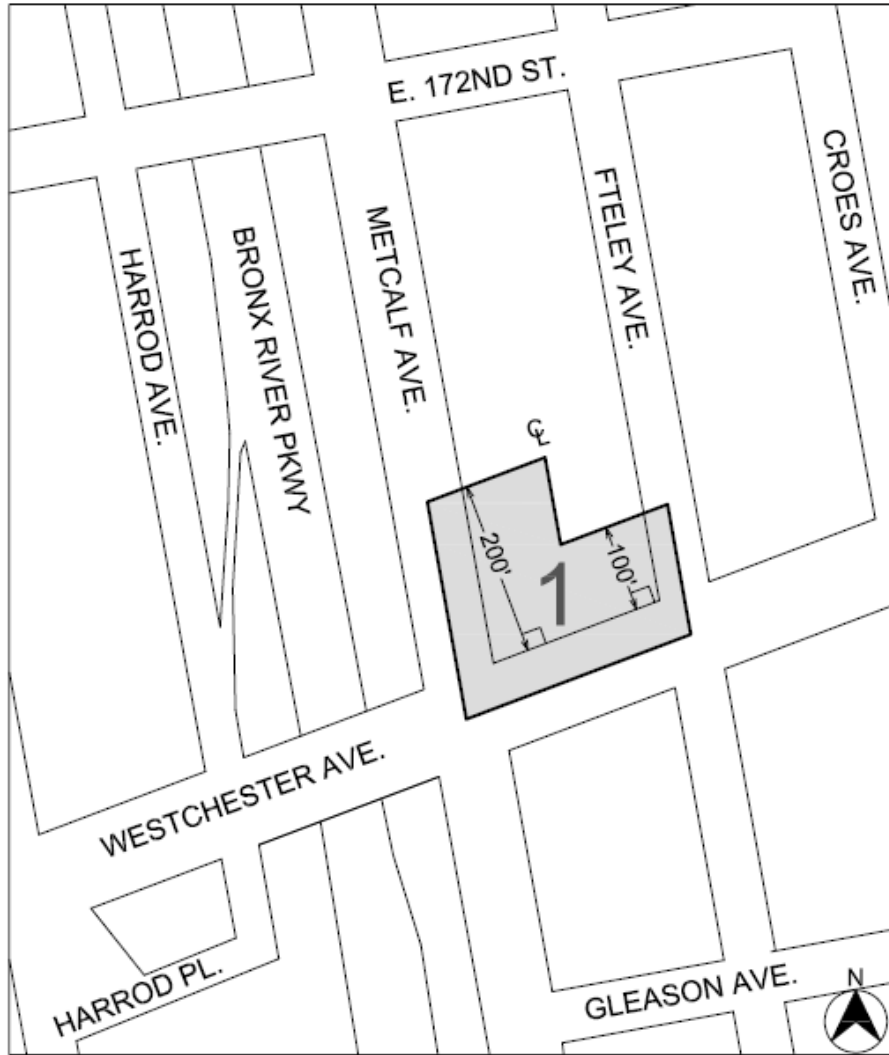 E. 172ND ST.
CROES AVE.
FTELEY AVE.
METCALF AVE.
BRONX RIVER PKWY
HARROD AVE.
℄
200'
100'
1
WESTCHESTER AVE.
HARROD PL.
GLEASON AVE.
N